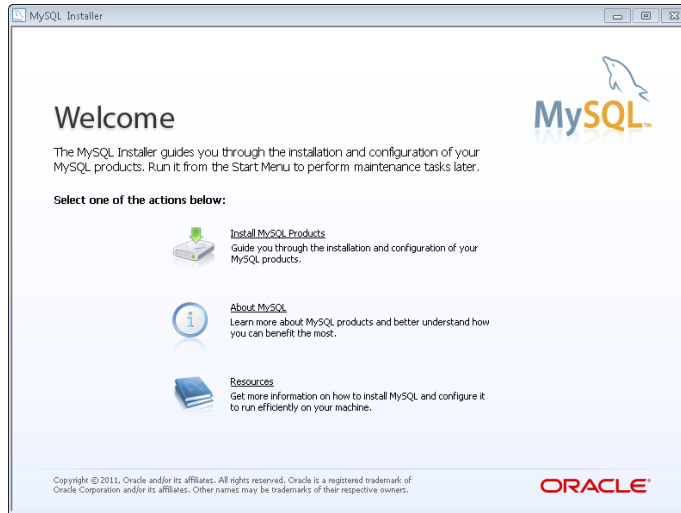 MySQL Installer
MySQL™
Welcome
The MySQL Installer guides you through the installation and configuration of your
MySQL products. Run it from the Start Menu to perform maintenance tasks later.
Select one of the actions below:
Install MySQL Products
Guide you through the installation and configuration of your
MySQL products.
About MySQL
Learn more about MySQL products and better understand how
you can benefit the most.
Resources
Get more information on how to install MySQL and configure it
to run efficiently on your machine.
Copyright © 2011, Oracle and/or its affiliates. All rights reserved. Oracle is a registered trademark of
Oracle Corporation and/or its affiliates. Other names may be trademarks of their respective owners.
ORACLE®